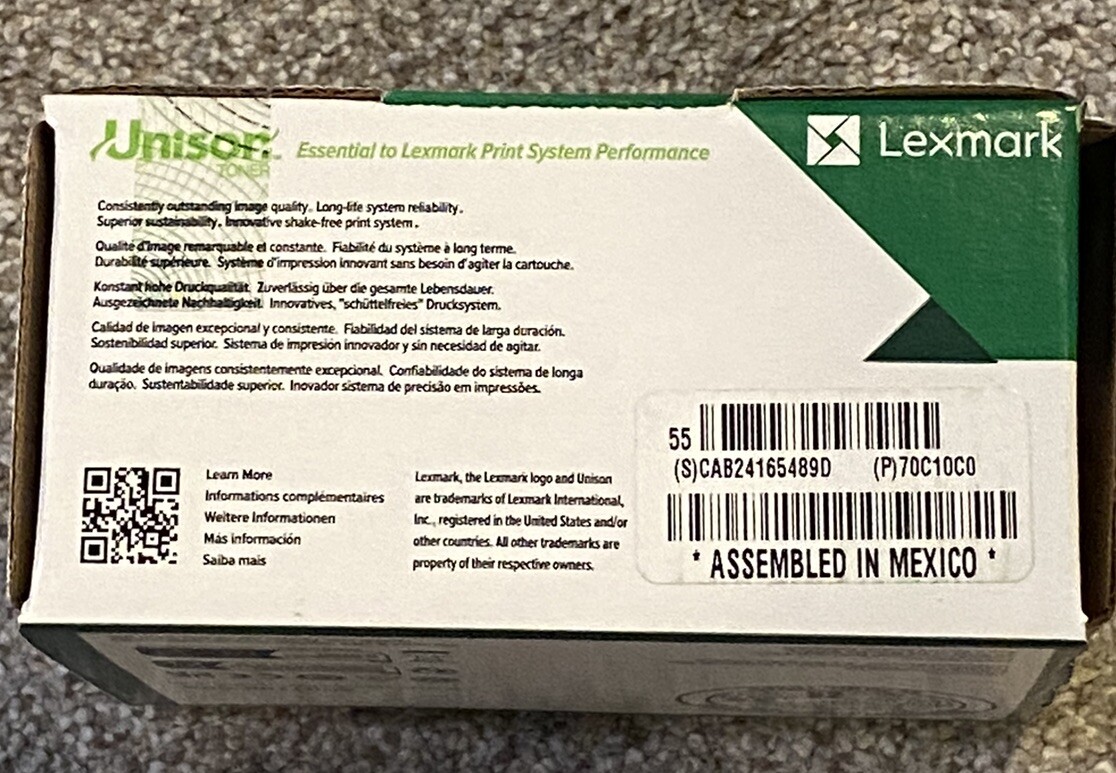 Unison
TONER
Essential to Lexmark Print System Performance
Lexmark
Consistently outstanding image quality. Long-life system reliability.
Superior sustainability. Innovative shake-free print system.
Qualité d'image remarquable et constante. Fiabilité du système à long terme.
Durabilité supérieure. Système d'impression innovant sans besoin d'agiter la cartouche.
Konstant hohe Druckqualität. Zuverlässig über die gesamte Lebensdauer.
Ausgezeichnete Nachhaltigkeit. Innovatives, "schüttelfreies" Drucksystem.
Calidad de imagen excepcional y consistente. Fiabilidad del sistema de larga duración.
Sostenibilidad superior. Sistema de impresión innovador y sin necesidad de agitar.
Qualidade de imagens consistentemente excepcional. Confiabilidade do sistema de longa
duração. Sustentabilidade superior. Inovador sistema de precisão em impressões.
Learn More
Informations complémentaires
Weitere Informationen
Más información
Saiba mais
Lexmark, the Lexmark logo and Unison
are trademarks of Lexmark International,
Inc., registered in the United States and/or
other countries. All other trademarks are
property of their respective owners.
55
(S)CAB24165489D (P)70C10C0
* ASSEMBLED IN MEXICO *